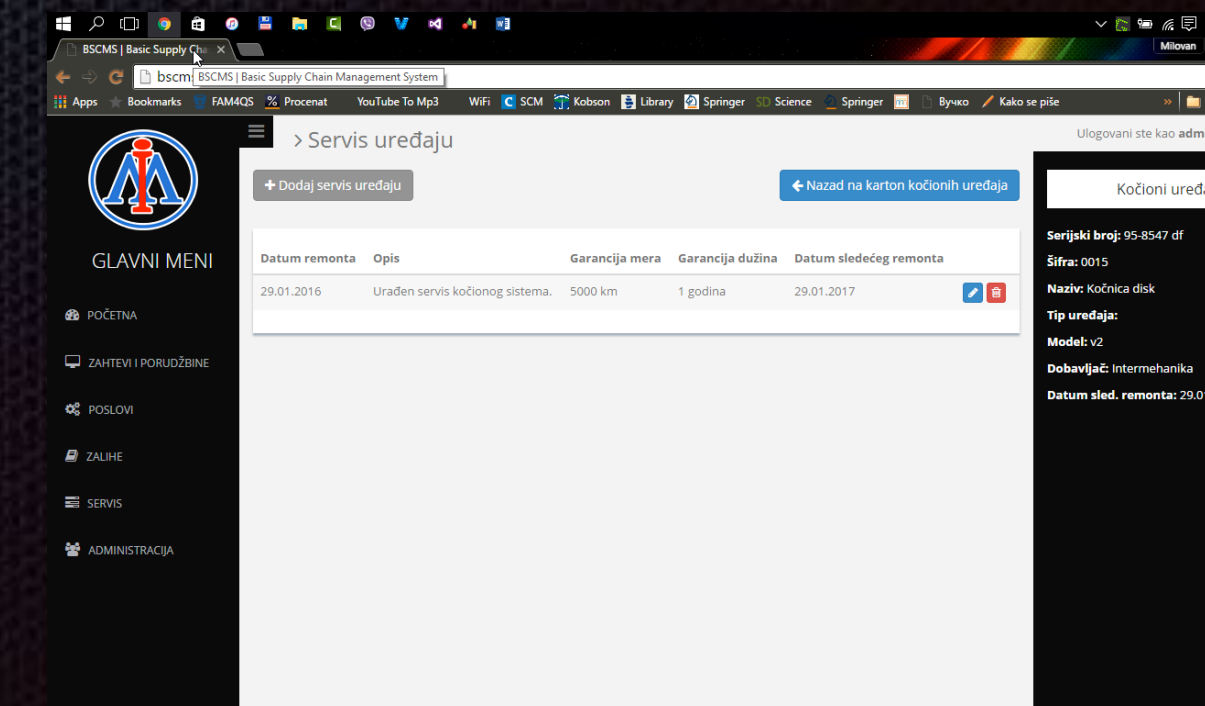 BSCMS | Basic Supply Cha
Milovan
bscms
BSCMS | Basic Supply Chain Management System
Apps Bookmarks FAM4QS Procenat YouTube To Mp3 WiFi SCM Kobson Library Springer SD Science Springer Вучко Kako se piše »
> Servis uređaju
Ulogovani ste kao adm
+ Dodaj servis uređaju
Nazad na karton kočionih uređaja
GLAVNI MENI
POČETNA
ZAHTEVI I PORUDŽBINE
POSLOVI
ZALIHE
SERVIS
ADMINISTRACIJA
Datum remonta Opis Garancija mera Garancija dužina Datum sledećeg remonta
29.01.2016 Urađen servis kočionog sistema. 5000 km 1 godina 29.01.2017
Kočioni uređa
Serijski broj: 95-8547 df
Šifra: 0015
Naziv: Kočnica disk
Tip uređaja:
Model: v2
Dobavljač: Intermehanika
Datum sled. remonta: 29.01